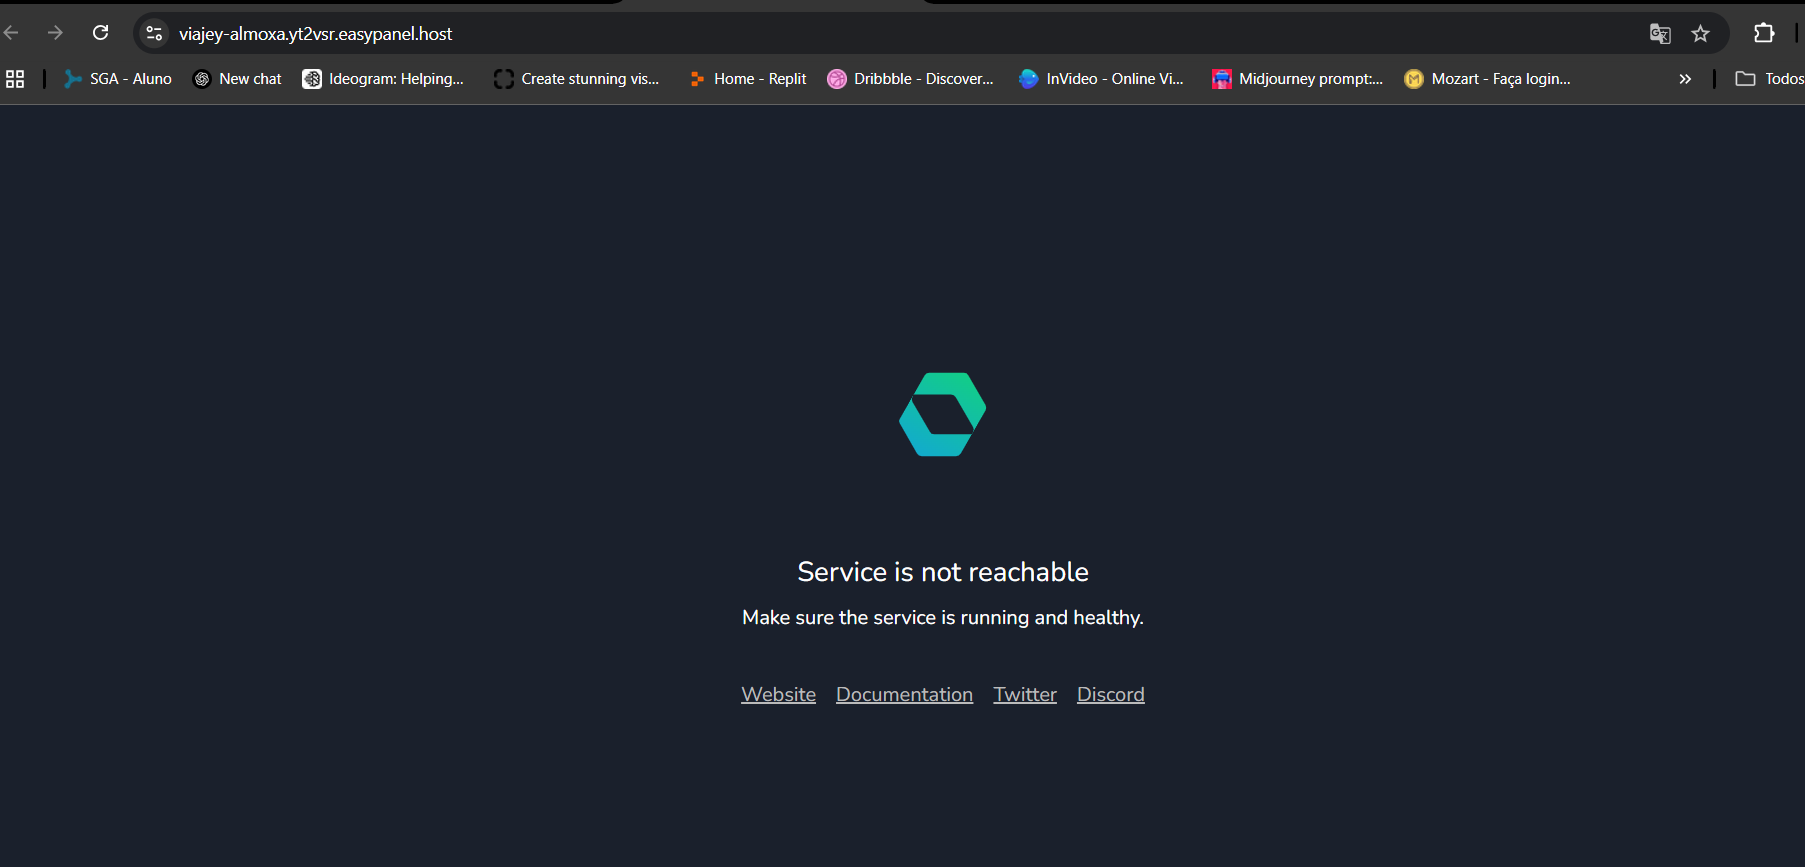 viajey-almoxa.yt2vsr.easypanel.host
SGA - Aluno New chat Ideogram: Helping... Create stunning vis... Home - Replit Dribbble - Discover... InVideo - Online Vi... Midjourney prompt:... Mozart - Faça login... » Todos
Service is not reachable
Make sure the service is running and healthy.
Website Documentation Twitter Discord